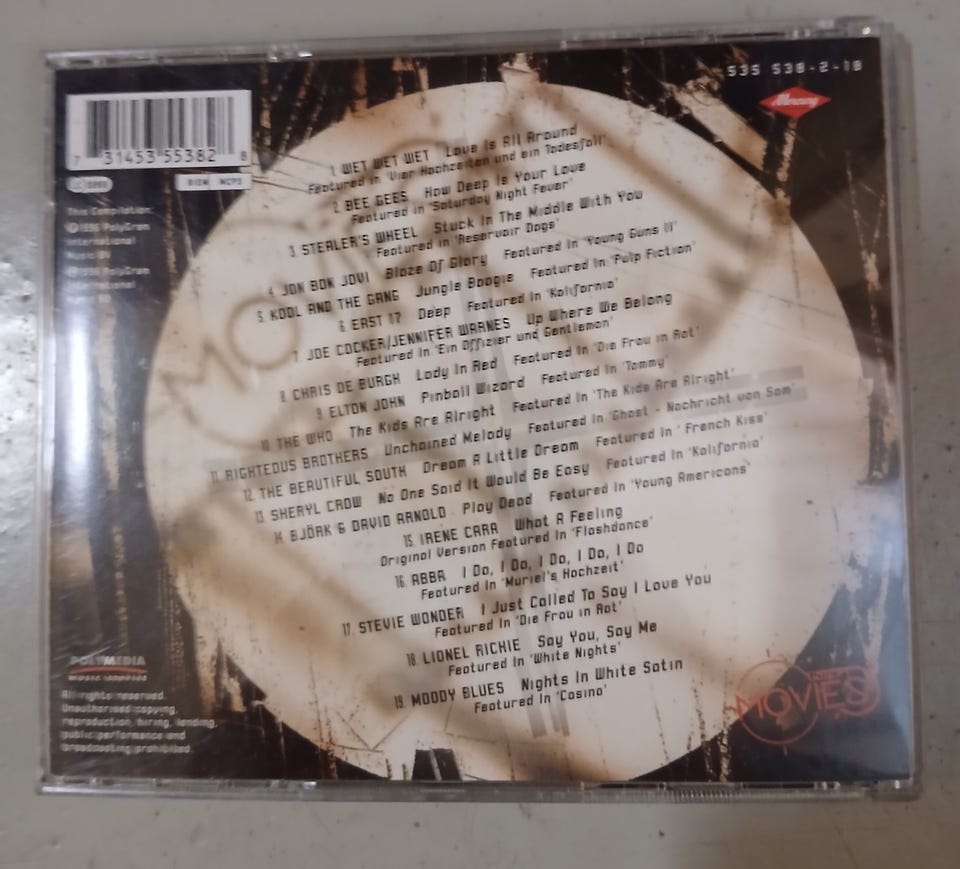 535 538-2-18
Mercury
7 31453 55382 8
BIEM MCPS
This Compilation
1996 PolyGram
International
Music BV
1996 PolyGram
International
1. WET WET WET Love Is All Around
Featured in 'Vier Hochzeiten und ein Todesfall'
2. BEE GEES How Deep Is Your Love
Featured in 'Saturday Night Fever'
3. STEALER'S WHEEL Stuck In The Middle With You
Featured in 'Reservoir Dogs'
4. JON BON JOVI Blaze Of Glory Featured In 'Young Guns II'
5. KOOL AND THE GANG Jungle Boogie Featured In 'Pulp Fiction'
6. EAST 17 Deep Featured In 'Kalifornia'
7. JOE COCKER/JENNIFER WARNES Up Where We Belong
Featured In 'Ein Offizier und Gentleman'
8. CHRIS DE BURGH Lady In Red Featured In 'Die Frau in Rot'
9. ELTON JOHN Pinball Wizard Featured In 'Tommy'
10. THE WHO The Kids Are Alright Featured In 'The Kids Are Alright'
11. RIGHTEOUS BROTHERS Unchained Melody Featured In 'Ghost - Nachricht von Sam'
12. THE BEAUTIFUL SOUTH Dream A Little Dream Featured In 'French Kiss'
13. SHERYL CROW No One Said It Would Be Easy Featured In 'Kalifornia'
14. BJÖRK & DAVID ARNOLD Play Dead Featured In 'Young Americans'
15. IRENE CARA What A Feeling
Original Version Featured In 'Flashdance'
16. ABBA I Do, I Do, I Do, I Do, I Do
Featured In 'Muriel's Hochzeit'
17. STEVIE WONDER I Just Called To Say I Love You
Featured In 'Die Frau in Rot'
18. LIONEL RICHIE Say You, Say Me
Featured In 'White Nights'
19. MOODY BLUES Nights In White Satin
Featured In 'Casino'
POLYMEDIA
All rights reserved.
Unauthorised copying,
reproduction, hiring, lending,
public performance and
broadcasting prohibited.
MOVIES